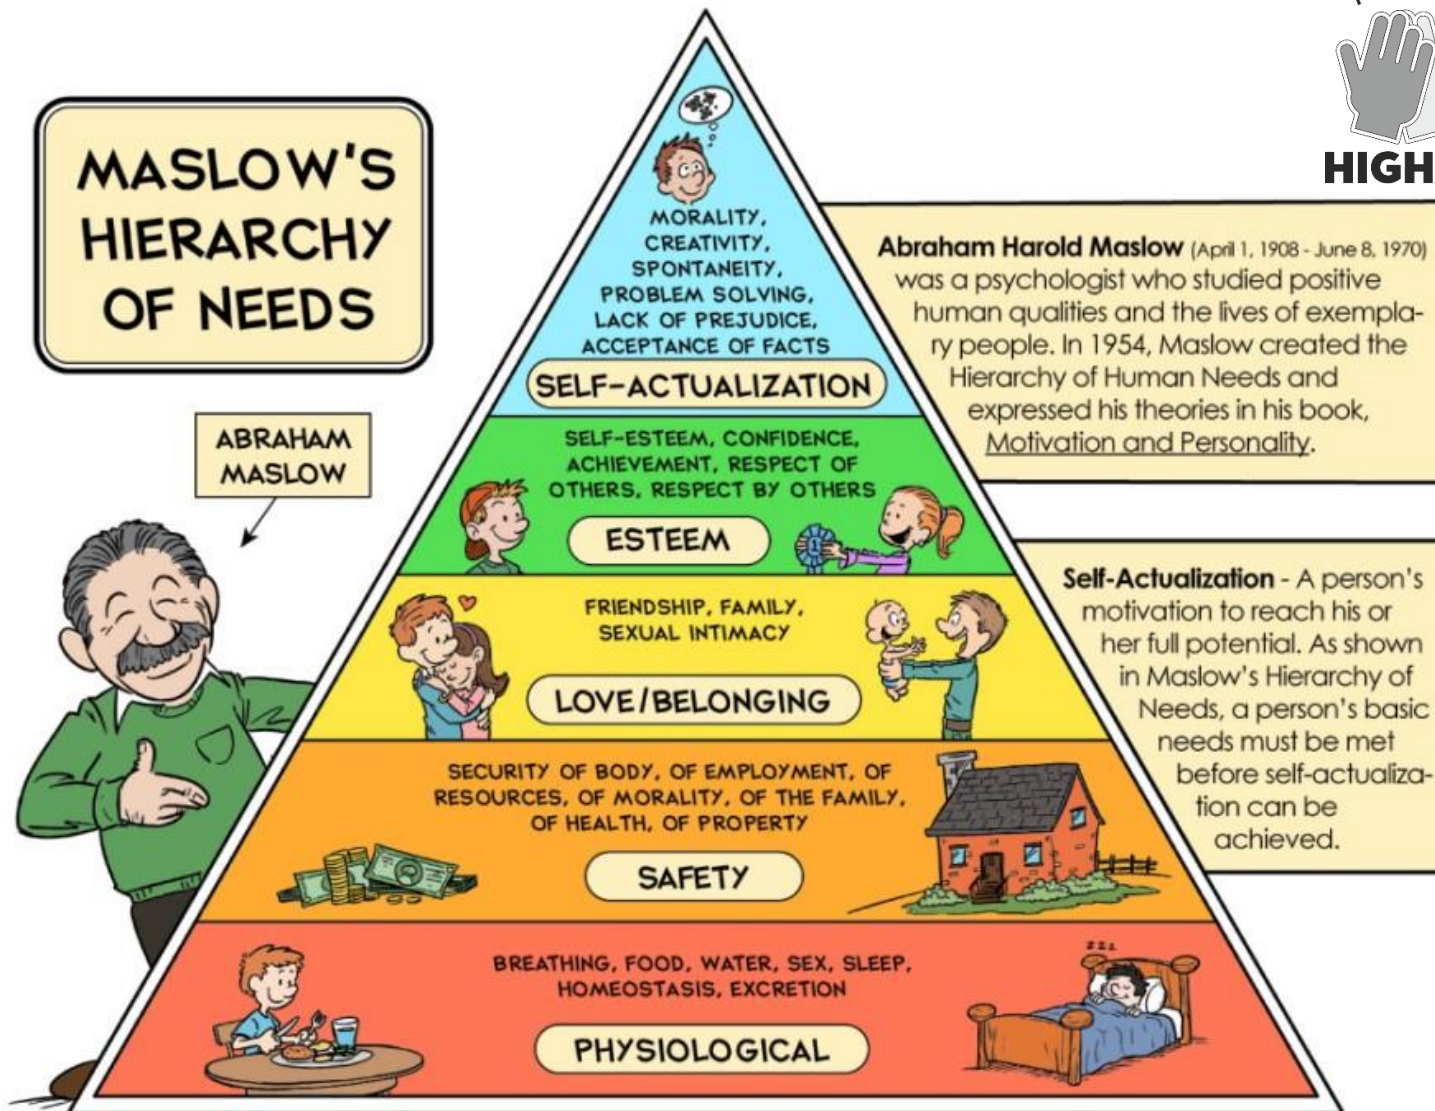 HIGH
MASLOW'S
HIERARCHY
OF NEEDS
ABRAHAM
MASLOW
MORALITY,
CREATIVITY,
SPONTANEITY,
PROBLEM SOLVING,
LACK OF PREJUDICE,
ACCEPTANCE OF FACTS
SELF-ACTUALIZATION
SELF-ESTEEM, CONFIDENCE,
ACHIEVEMENT, RESPECT OF
OTHERS, RESPECT BY OTHERS
1
ESTEEM
FRIENDSHIP, FAMILY,
SEXUAL INTIMACY
LOVE/BELONGING
SECURITY OF BODY, OF EMPLOYMENT, OF
RESOURCES, OF MORALITY, OF THE FAMILY,
OF HEALTH, OF PROPERTY
SAFETY
BREATHING, FOOD, WATER, SEX, SLEEP,
HOMEOSTASIS, EXCRETION
PHYSIOLOGICAL
zzz
Abraham Harold Maslow (April 1, 1908 - June 8, 1970)
was a psychologist who studied positive
human qualities and the lives of exempla-
ry people. In 1954, Maslow created the
Hierarchy of Human Needs and
expressed his theories in his book,
Motivation and Personality.
Self-Actualization - A person's
motivation to reach his or
her full potential. As shown
in Maslow's Hierarchy of
Needs, a person's basic
needs must be met
before self-actualiza-
tion can be
achieved.